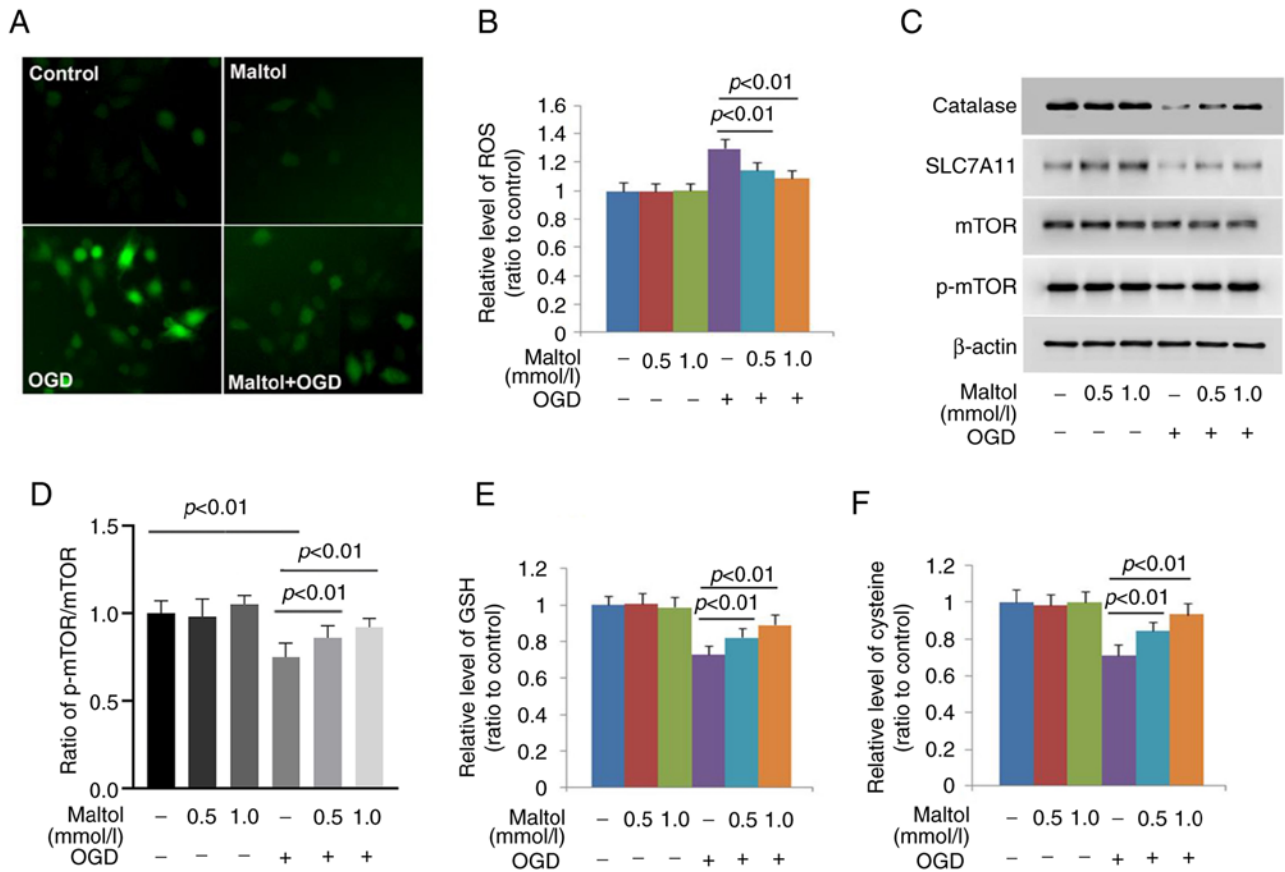 A
Control
Maltol
OGD
Maltol+OGD
B
Relative level of ROS
(ratio to control)
1.6
1.4
1.2
1
0.8
0.6
0.4
0.2
0
p<0.01
p<0.01
Maltol – 0.5 1.0 – 0.5 1.0
(mmol/l)
OGD – – – + + +
C
Catalase
SLC7A11
mTOR
p-mTOR
β-actin
Maltol – 0.5 1.0 – 0.5 1.0
(mmol/l)
OGD – – – + + +
D
Ratio of p-mTOR/mTOR
1.5
1.0
0.5
0.0
p<0.01
p<0.01
p<0.01
Maltol – 0.5 1.0 – 0.5 1.0
(mmol/l)
OGD – – – + + +
E
Relative level of GSH
(ratio to control)
1.2
1
0.8
0.6
0.4
0.2
0
p<0.01
p<0.01
Maltol – 0.5 1.0 – 0.5 1.0
(mmol/l)
OGD – – – + + +
F
Relative level of cysteine
(ratio to control)
1.2
1
0.8
0.6
0.4
0.2
0
p<0.01
p<0.01
Maltol – 0.5 1.0 – 0.5 1.0
(mmol/l)
OGD – – – + + +